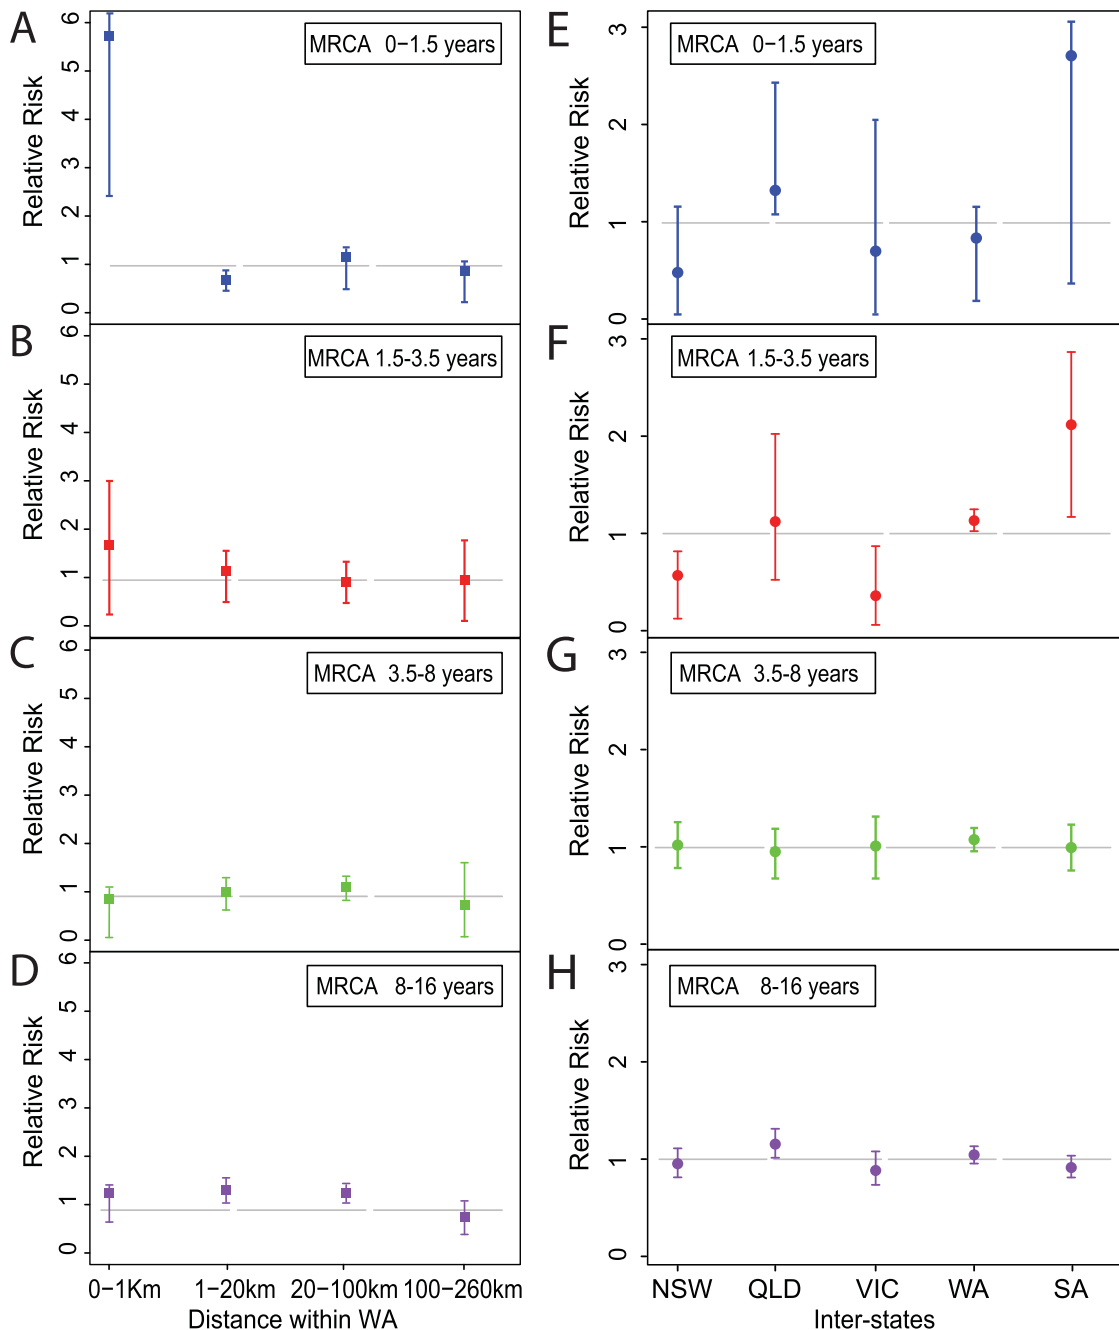 A
Relative Risk
0 1 2 3 4 5 6
MRCA 0−1.5 years
B
Relative Risk
0 1 2 3 4 5 6
MRCA 1.5-3.5 years
C
Relative Risk
0 1 2 3 4 5 6
MRCA 3.5-8 years
D
Relative Risk
0 1 2 3 4 5 6
MRCA 8-16 years
0−1Km 1−20km 20−100km 100−260km
Distance within WA
E
Relative Risk
0 1 2 3
MRCA 0−1.5 years
F
Relative Risk
0 1 2 3
MRCA 1.5-3.5 years
G
Relative Risk
0 1 2 3
MRCA 3.5-8 years
H
Relative Risk
0 1 2 3
MRCA 8-16 years
NSW QLD VIC WA SA
Inter-states